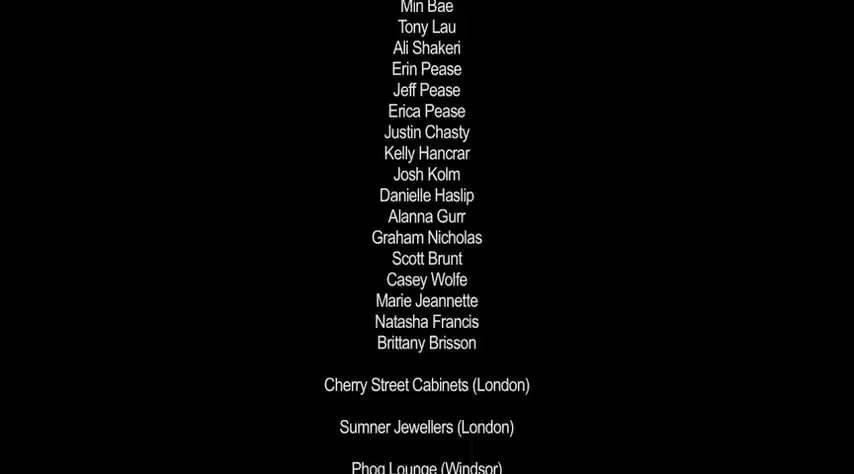 Min Bae
Tony Lau
Ali Shakeri
Erin Pease
Jeff Pease
Erica Pease
Justin Chasty
Kelly Hancrar
Josh Kolm
Danielle Haslip
Alanna Gurr
Graham Nicholas
Scott Brunt
Casey Wolfe
Marie Jeannette
Natasha Francis
Brittany Brisson
Cherry Street Cabinets (London)
Sumner Jewellers (London)
Phog Lounge (Windsor)